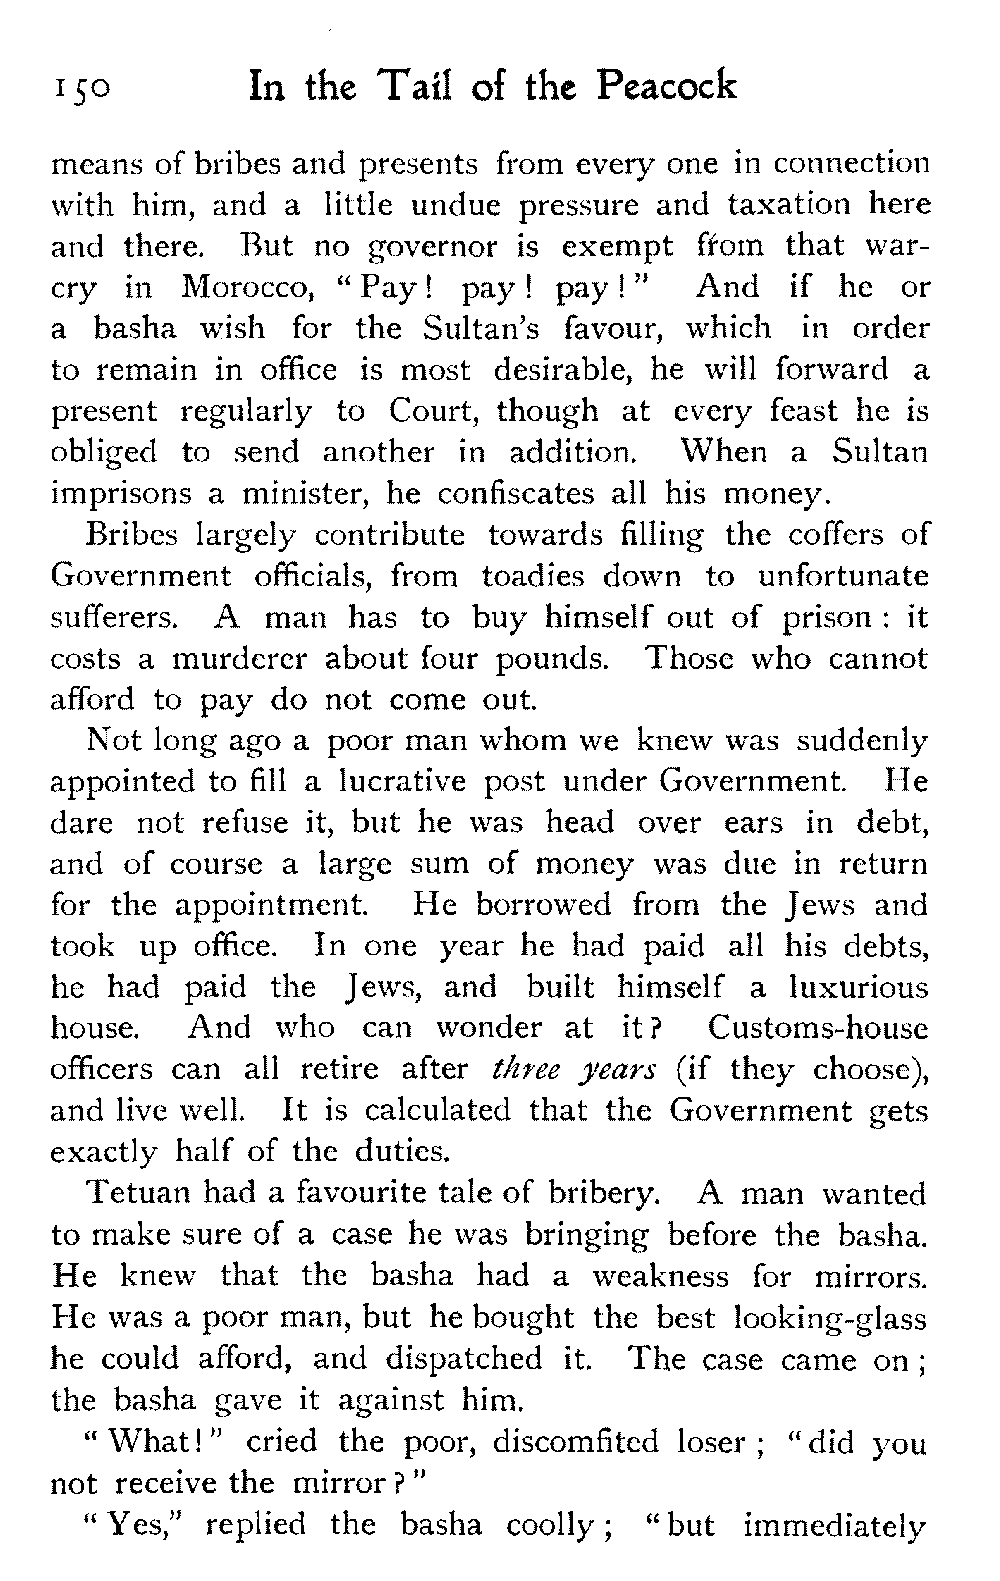 150 In the Tail of the Peacock
means of bribes and presents from every one in connection
with him, and a little undue pressure and taxation here
and there. But no governor is exempt from that war-
cry in Morocco, “Pay! pay! pay!” And if he or
a basha wish for the Sultan’s favour, which in order
to remain in office is most desirable, he will forward a
present regularly to Court, though at every feast he is
obliged to send another in addition. When a Sultan
imprisons a minister, he confiscates all his money.
Bribes largely contribute towards filling the coffers of
Government officials, from toadies down to unfortunate
sufferers. A man has to buy himself out of prison: it
costs a murderer about four pounds. Those who cannot
afford to pay do not come out.
Not long ago a poor man whom we knew was suddenly
appointed to fill a lucrative post under Government. He
dare not refuse it, but he was head over ears in debt,
and of course a large sum of money was due in return
for the appointment. He borrowed from the Jews and
took up office. In one year he had paid all his debts,
he had paid the Jews, and built himself a luxurious
house. And who can wonder at it? Customs-house
officers can all retire after three years (if they choose),
and live well. It is calculated that the Government gets
exactly half of the duties.
Tetuan had a favourite tale of bribery. A man wanted
to make sure of a case he was bringing before the basha.
He knew that the basha had a weakness for mirrors.
He was a poor man, but he bought the best looking-glass
he could afford, and dispatched it. The case came on;
the basha gave it against him.
“What!” cried the poor, discomfited loser; “did you
not receive the mirror?”
“Yes,” replied the basha coolly; “but immediately